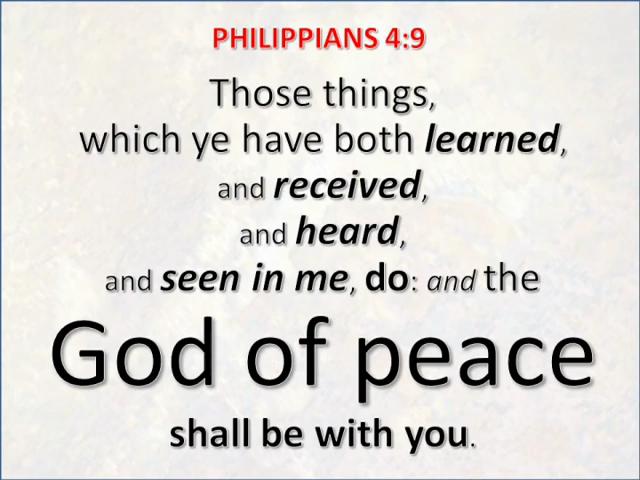 PHILIPPIANS 4:9
Those things,
which ye have both learned,
and received,
and heard,
and seen in me, do: and the
God of peace
shall be with you.